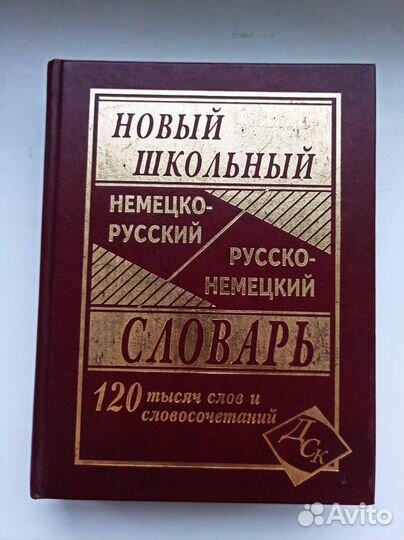 НОВЫЙ
ШКОЛЬНЫЙ
НЕМЕЦКО-
РУССКИЙ
РУССКО-
НЕМЕЦКИЙ
СЛОВАРЬ
120 тысяч слов и
словосочетаний
ДСК
Avito